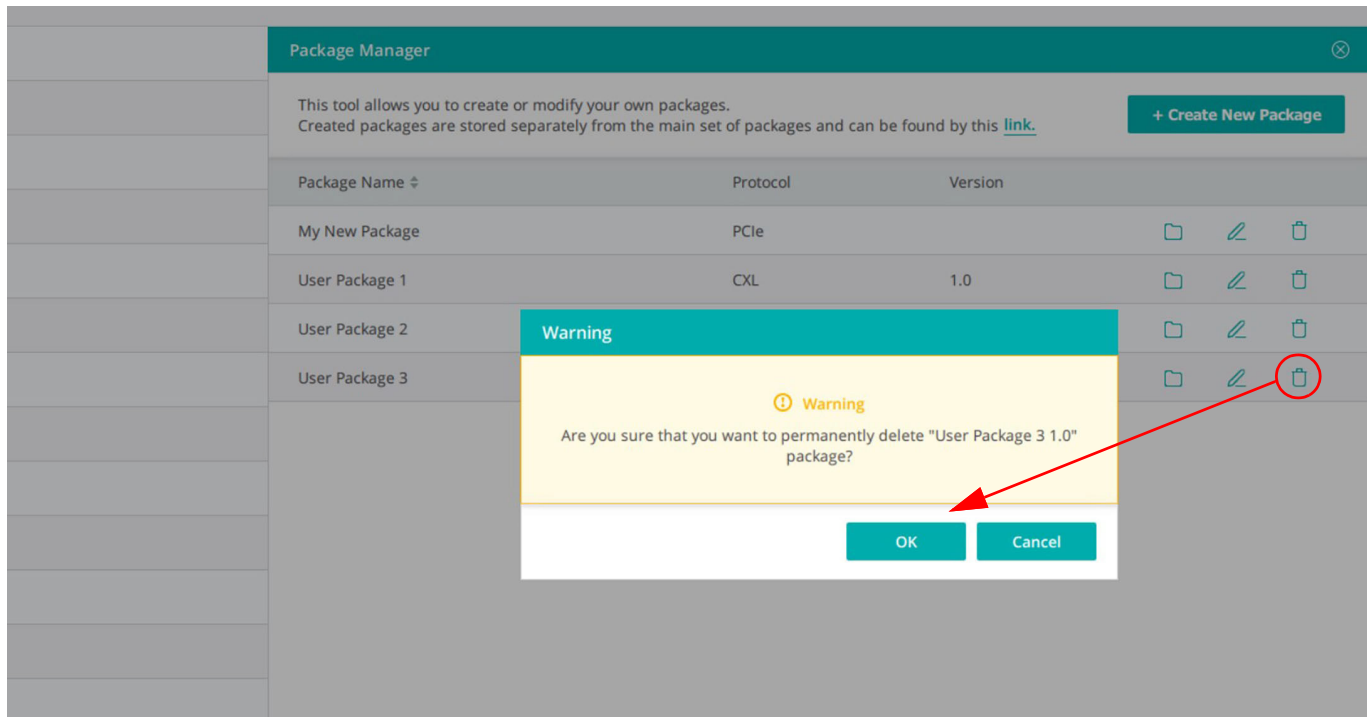 Package Manager
This tool allows you to create or modify your own packages.
Created packages are stored separately from the main set of packages and can be found by this link.
+ Create New Package
Package Name Protocol Version
My New Package PCIe
User Package 1 CXL 1.0
User Package 2
User Package 3
Warning
Warning
Are you sure that you want to permanently delete "User Package 3 1.0"
package?
OK Cancel